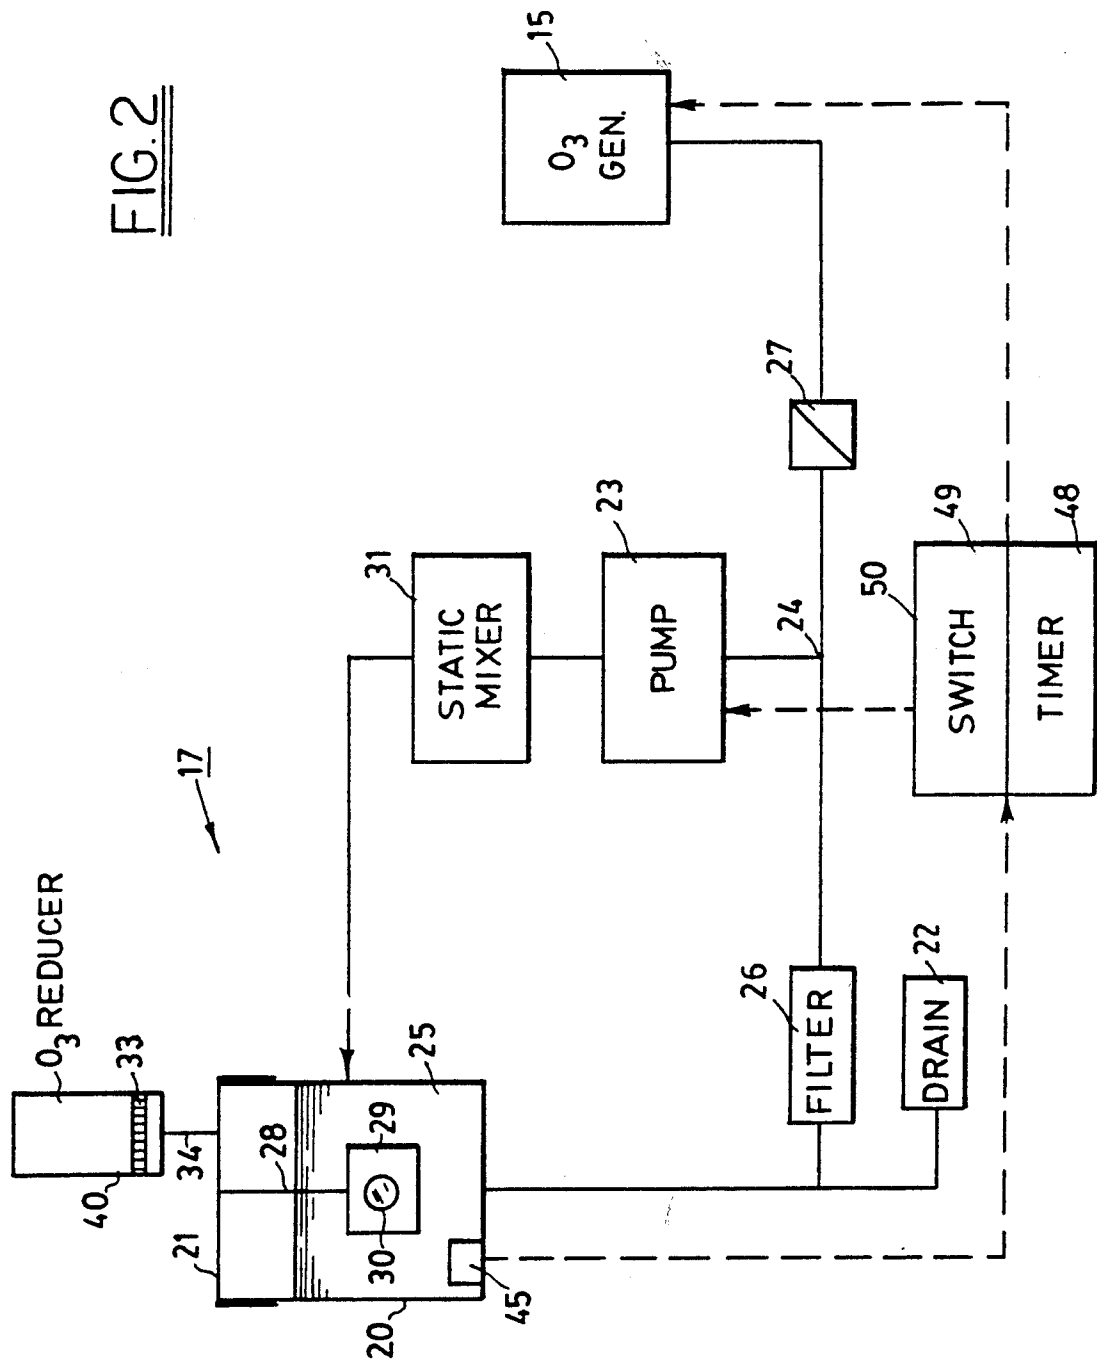 FIG. 2
15
O3
GEN.
27
23
PUMP
31
STATIC
MIXER
24
50
49
SWITCH
48
TIMER
17
O3 REDUCER
33
40
34
21
28
25
29
30
20
45
26
FILTER
22
DRAIN